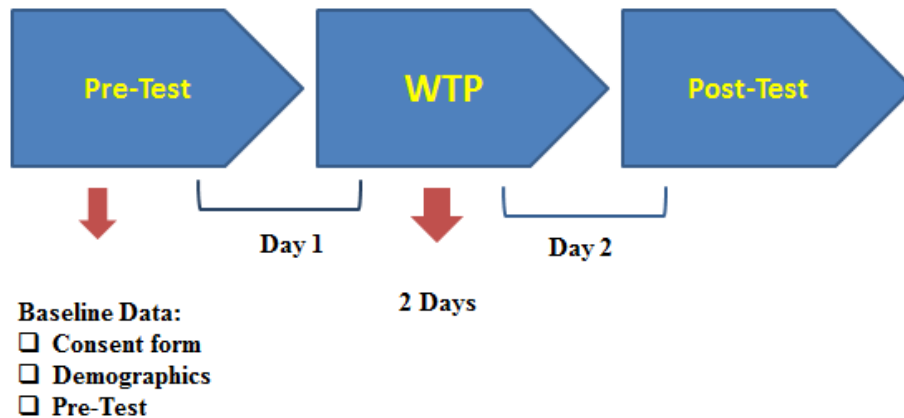 Pre-Test
WTP
Post-Test
Day 1
Day 2
2 Days
Baseline Data:
❑ Consent form
❑ Demographics
❑ Pre-Test